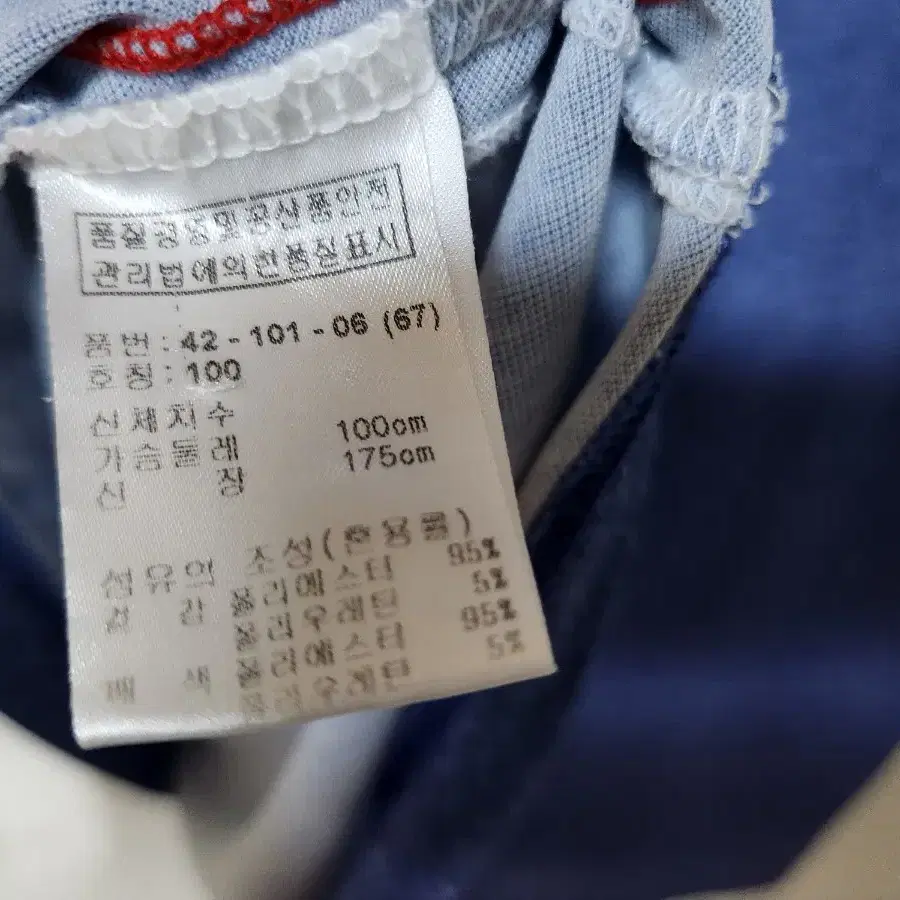 품질경영및공산품안전
관리법에의한품질표시
품 번 : 42 - 101 - 06 (67)
호 칭 : 100
신체치수
가슴둘레 100cm
신 장 175cm
섬유의 조성(혼용률)
겉 감 폴리에스터 95%
폴리우레탄 5%
배 색 폴리에스터 95%
폴리우레탄 5%